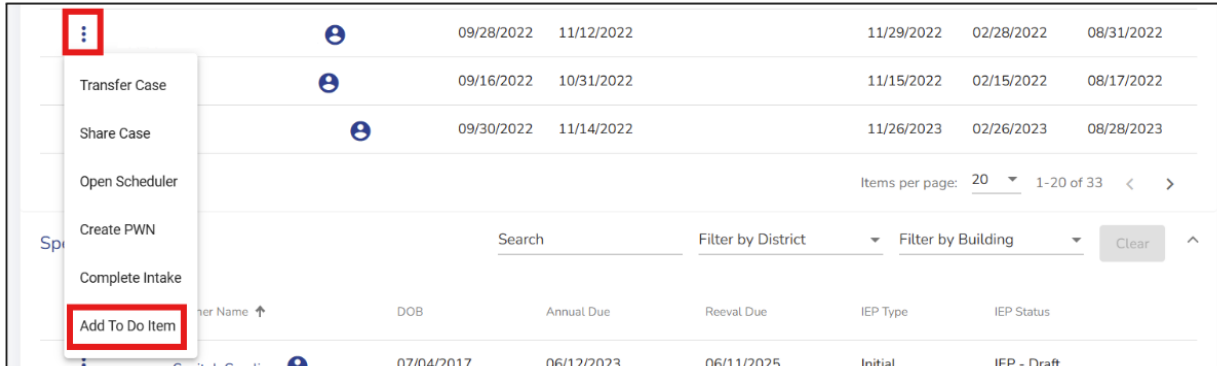 09/28/2022 11/12/2022 11/29/2022 02/28/2022 08/31/2022
Transfer Case 09/16/2022 10/31/2022 11/15/2022 02/15/2022 08/17/2022
Share Case 09/30/2022 11/14/2022 11/26/2023 02/26/2023 08/28/2023
Open Scheduler Items per page: 20 1-20 of 33
Create PWN Search Filter by District Filter by Building Clear
Complete Intake
Add To Do Item Name DOB Annual Due Reeval Due IEP Type IEP Status
07/04/2017 06/12/2023 06/11/2025 Initial IEP - Draft